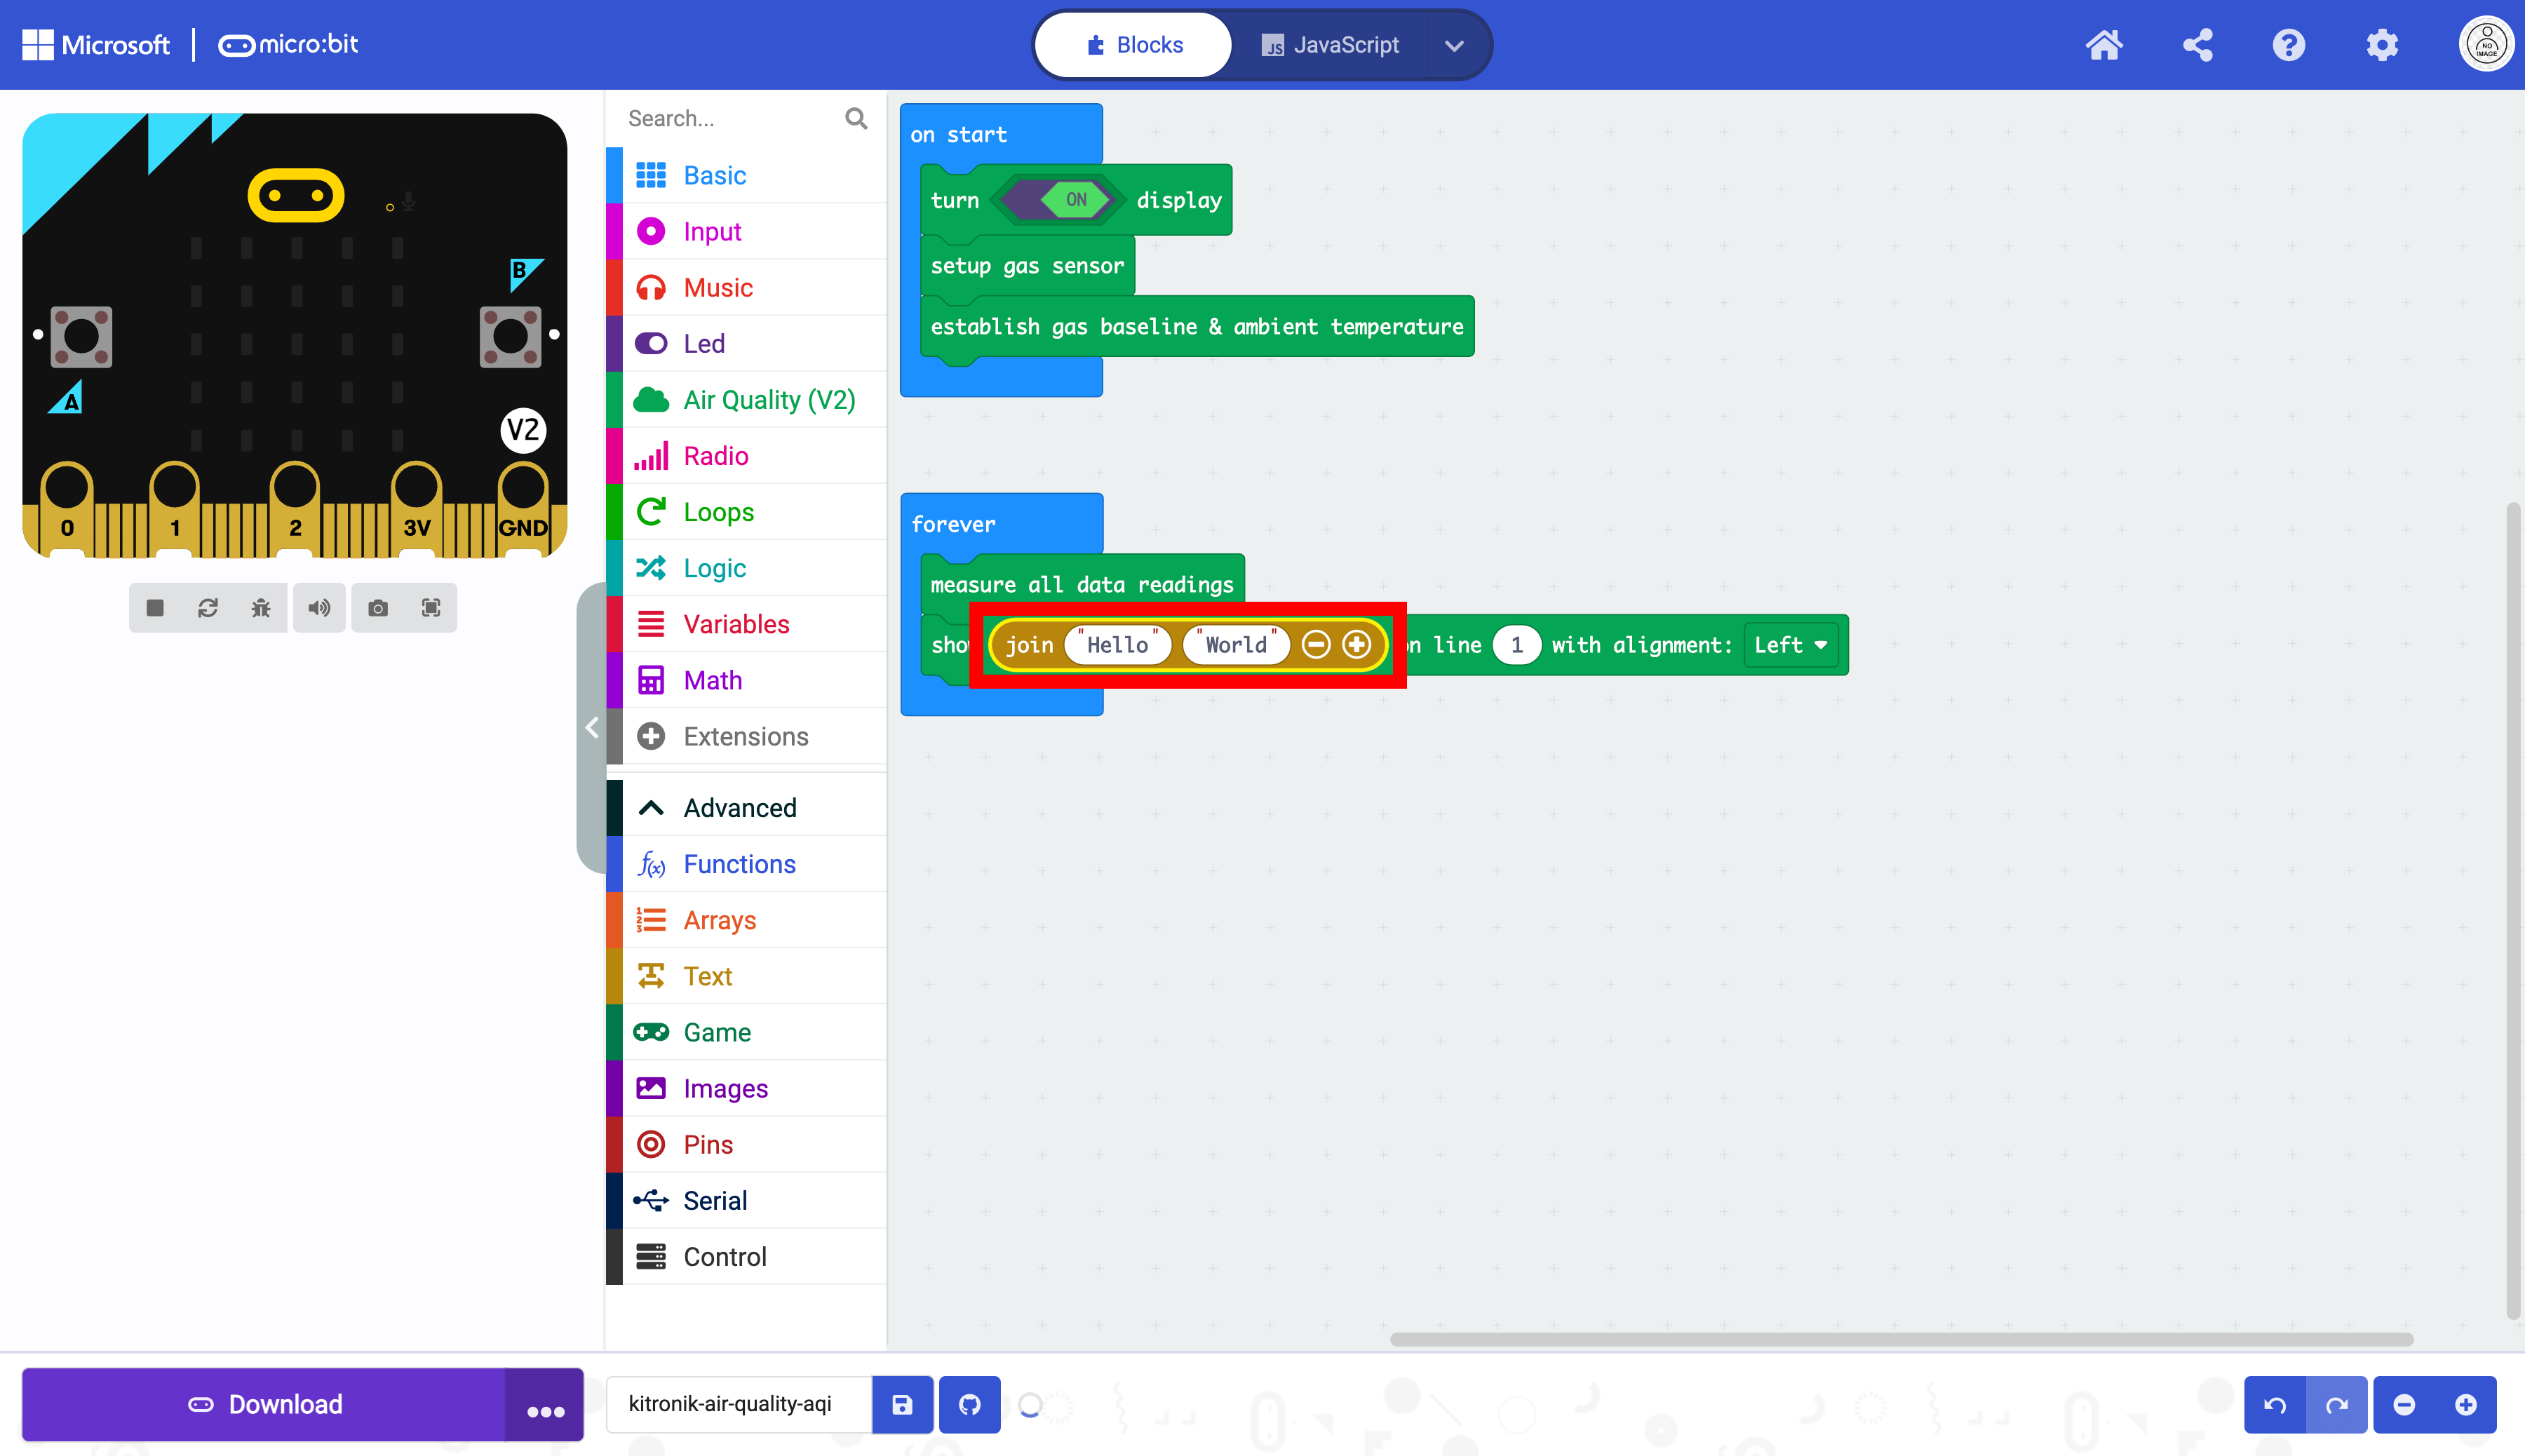 Microsoft | micro:bit
Blocks
JavaScript
NO IMAGE
B
A
V2
0 1 2 3V GND
Search...
Basic
Input
Music
Led
Air Quality (V2)
Radio
Loops
Logic
Variables
Math
Extensions
Advanced
Functions
Arrays
Text
Game
Images
Pins
Serial
Control
on start
turn ON display
setup gas sensor
establish gas baseline & ambient temperature
forever
measure all data readings
join "Hello" "World" line 1 with alignment: Left
Download
kitronik-air-quality-aqi